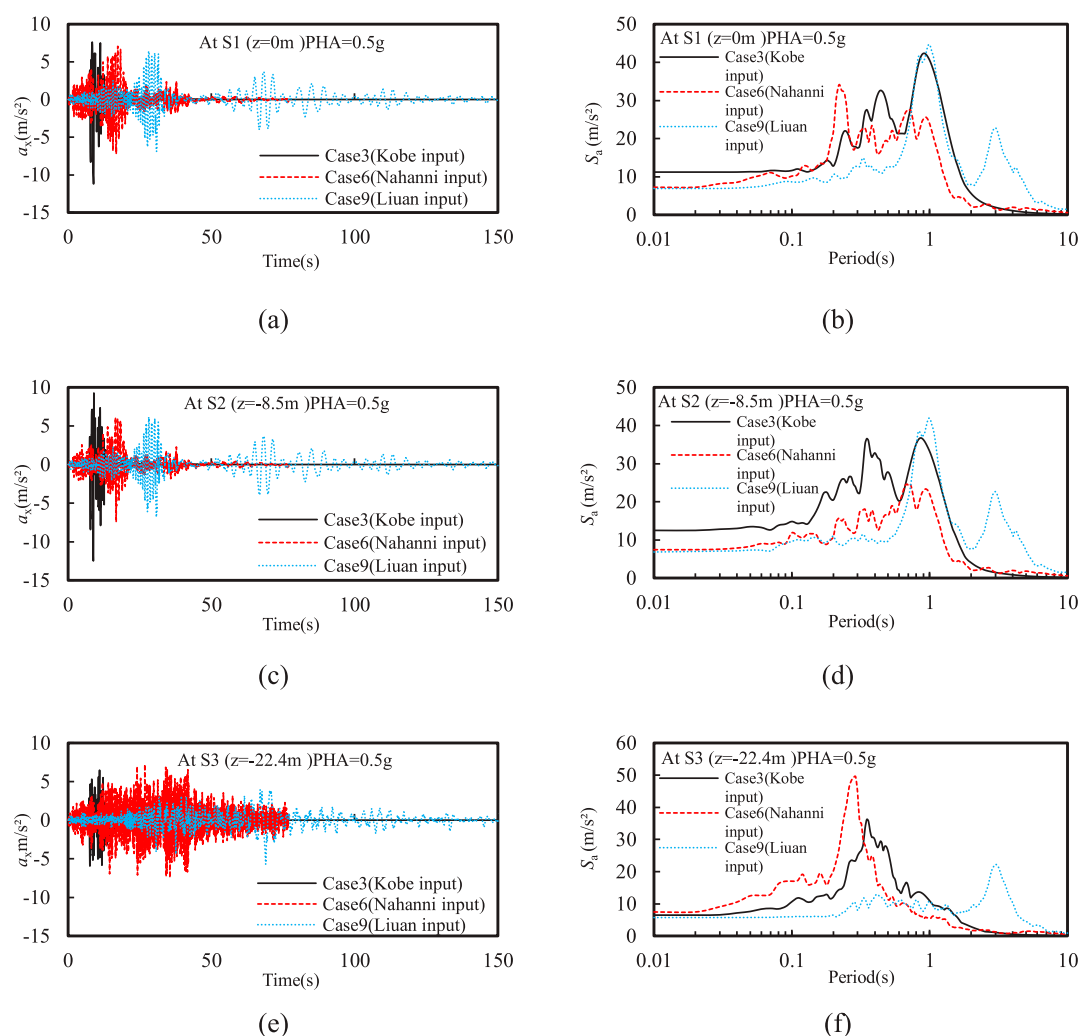 10
5
0
-5
-10
-15
aₓ(m/s²)
At S1 (z=0m )PHA=0.5g
Case3(Kobe input)
Case6(Nahanni input)
Case9(Liuan input)
0
50
100
150
Time(s)
(a)
50
40
30
20
10
0
Sₐ (m/s²)
At S1 (z=0m )PHA=0.5g
Case3(Kobe
input)
Case6(Nahanni
input)
Case9(Liuan
input)
0.01
0.1
1
10
Period(s)
(b)
10
5
0
-5
-10
-15
aₓ(m/s²)
At S2 (z=-8.5m )PHA=0.5g
Case3(Kobe input)
Case6(Nahanni input)
Case9(Liuan input)
0
50
100
150
Time(s)
(c)
50
40
30
20
10
0
Sₐ (m/s²)
At S2 (z=-8.5m )PHA=0.5g
Case3(Kobe
input)
Case6(Nahanni
input)
Case9(Liuan
input)
0.01
0.1
1
10
Period(s)
(d)
10
5
0
-5
-10
-15
aₓm/s²)
At S3 (z=-22.4m )PHA=0.5g
Case3(Kobe input)
Case6(Nahanni input)
Case9(Liuan input)
0
50
100
150
Time(s)
(e)
60
50
40
30
20
10
0
Sₐ (m/s²)
At S3 (z=-22.4m )PHA=0.5g
Case3(Kobe
input)
Case6(Nahanni
input)
Case9(Liuan
input)
0.01
0.1
1
10
Period(s)
(f)